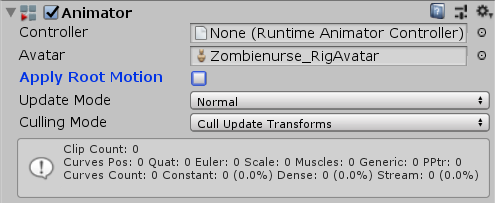 Animator
Controller None (Runtime Animator Controller)
Avatar Zombienurse_RigAvatar
Apply Root Motion
Update Mode Normal
Culling Mode Cull Update Transforms
Clip Count: 0
Curves Pos: 0 Quat: 0 Euler: 0 Scale: 0 Muscles: 0 Generic: 0 PPtr: 0
Curves Count: 0 Constant: 0 (0.0%) Dense: 0 (0.0%) Stream: 0 (0.0%)